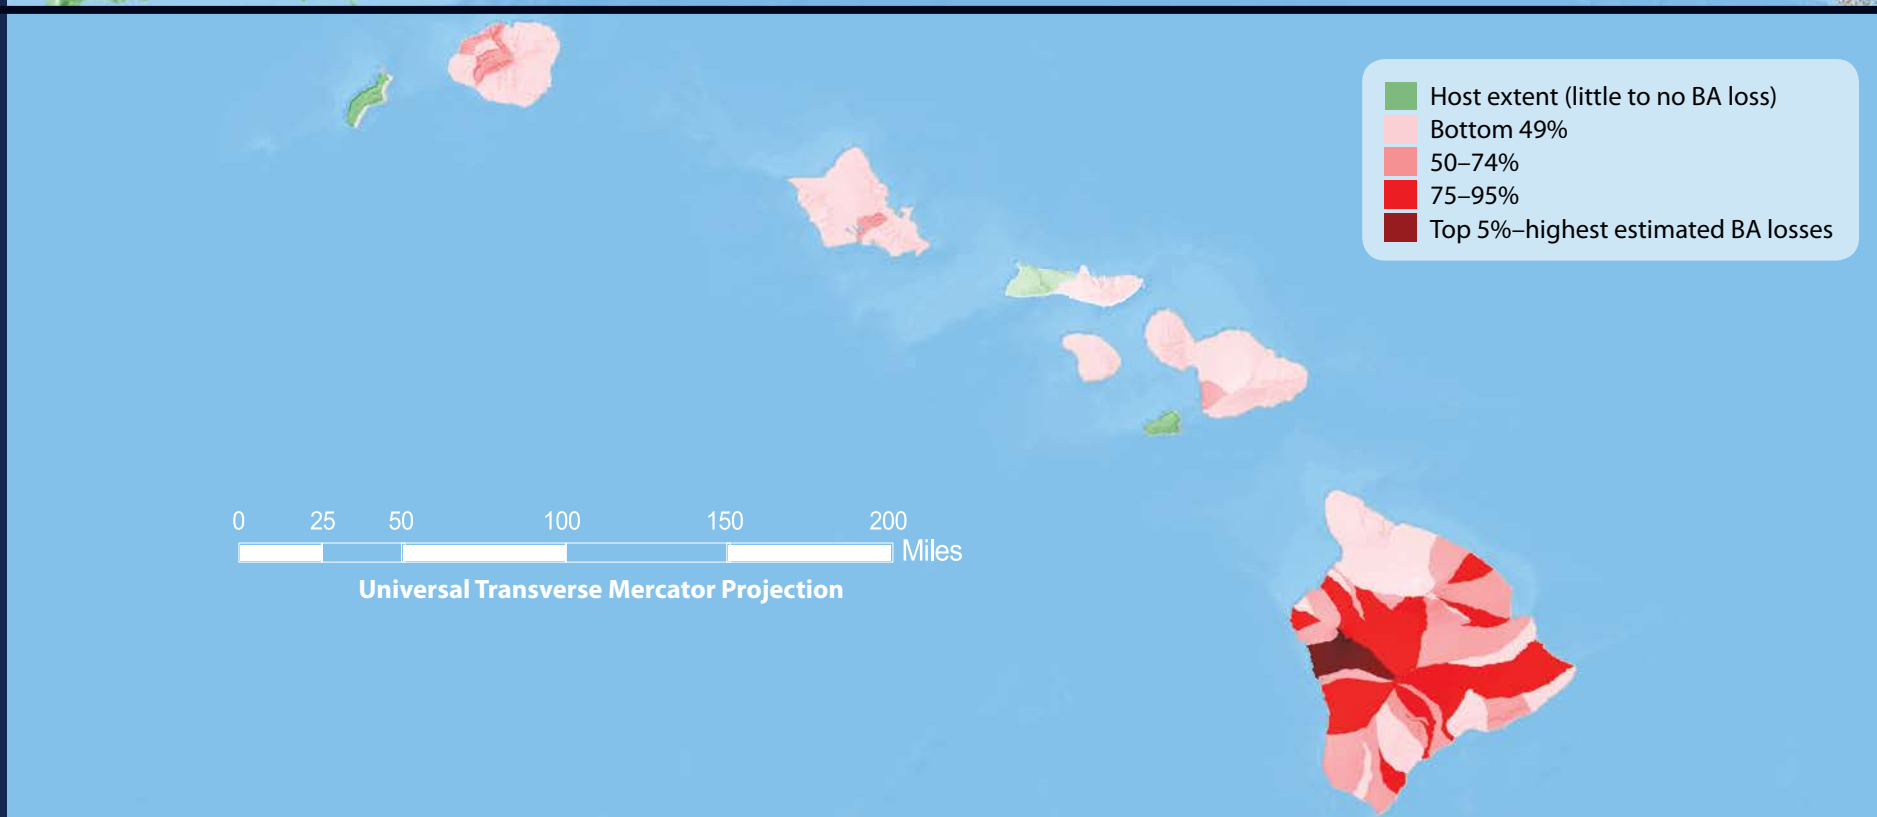 Host extent (little to no BA loss)
Bottom 49%
50–74%
75–95%
Top 5%–highest estimated BA losses
0 25 50 100 150 200
Miles
Universal Transverse Mercator Projection